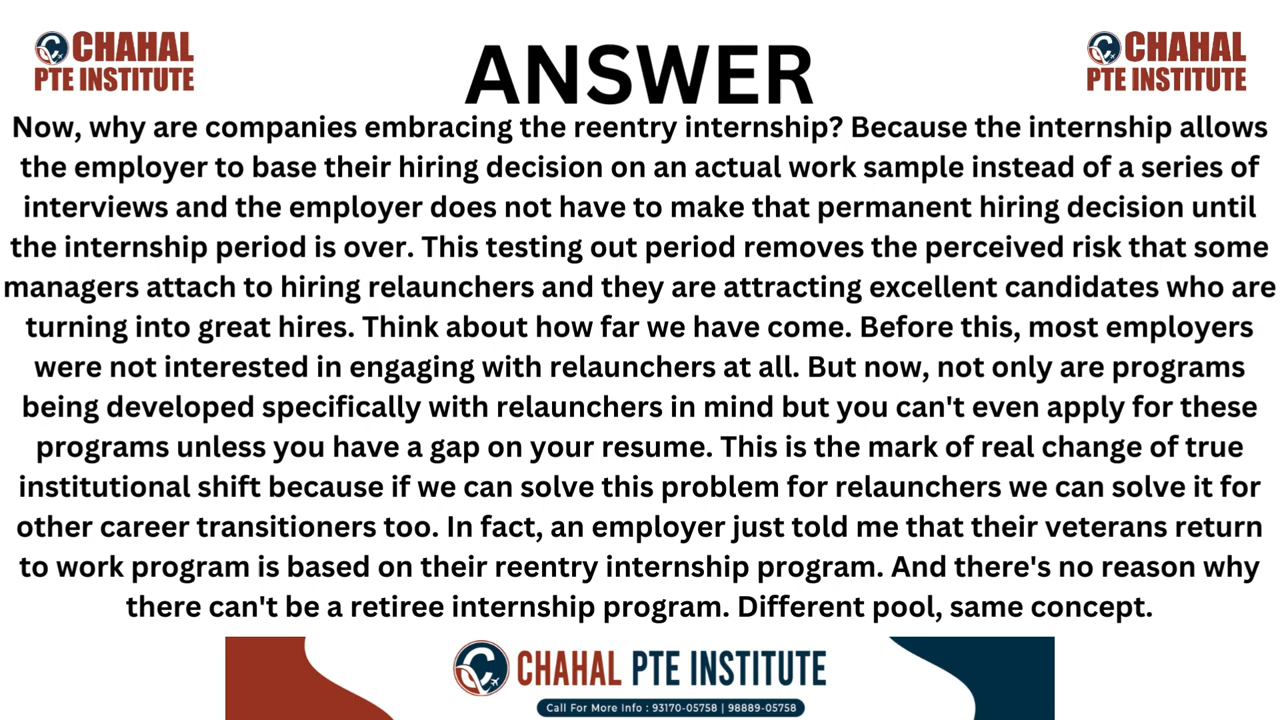 CHAHAL
PTE INSTITUTE
ANSWER
CHAHAL
PTE INSTITUTE
Now, why are companies embracing the reentry internship? Because the internship allows
the employer to base their hiring decision on an actual work sample instead of a series of
interviews and the employer does not have to make that permanent hiring decision until
the internship period is over. This testing out period removes the perceived risk that some
managers attach to hiring relaunchers and they are attracting excellent candidates who are
turning into great hires. Think about how far we have come. Before this, most employers
were not interested in engaging with relaunchers at all. But now, not only are programs
being developed specifically with relaunchers in mind but you can't even apply for these
programs unless you have a gap on your resume. This is the mark of real change of true
institutional shift because if we can solve this problem for relaunchers we can solve it for
other career transitioners too. In fact, an employer just told me that their veterans return
to work program is based on their reentry internship program. And there's no reason why
there can't be a retiree internship program. Different pool, same concept.
CHAHAL PTE INSTITUTE
Call For More Info : 93170-05758 | 98889-05758